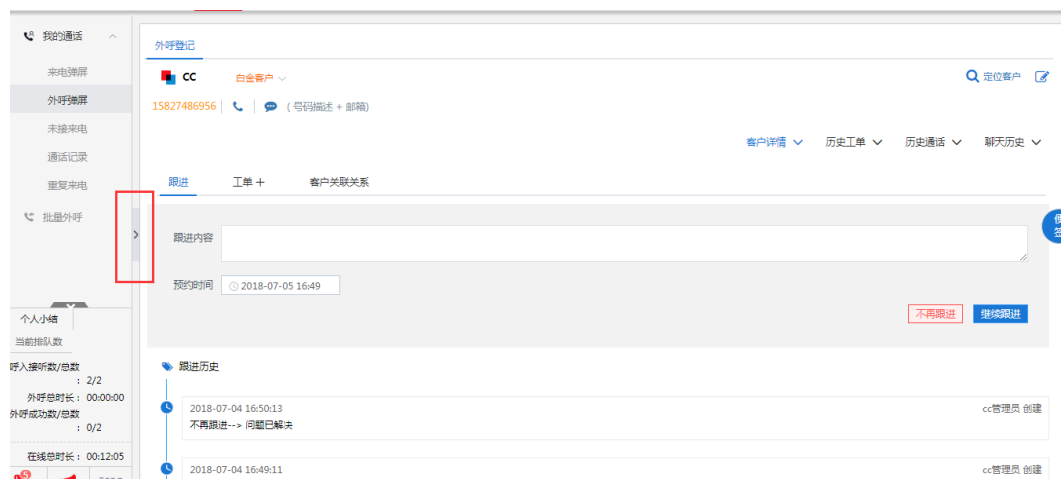 我的通话
来电弹屏
外呼弹屏
未接来电
通话记录
重复来电
批量外呼
个人小结
当前排队数
呼入接听数/总数
: 2/2
外呼总时长: 00:00:00
外呼成功数/总数
: 0/2
在线总时长: 00:12:05
5
外呼登记
CC 白金客户 定位客户
15827486956 (号码描述 + 邮箱)
客户详情 历史工单 历史通话 聊天历史
跟进 工单 + 客户关联关系
便签
跟进内容
预约时间 2018-07-05 16:49
不再跟进 继续跟进
跟进历史
2018-07-04 16:50:13 cc管理员 创建
不再跟进--> 问题已解决
2018-07-04 16:49:11 cc管理员 创建